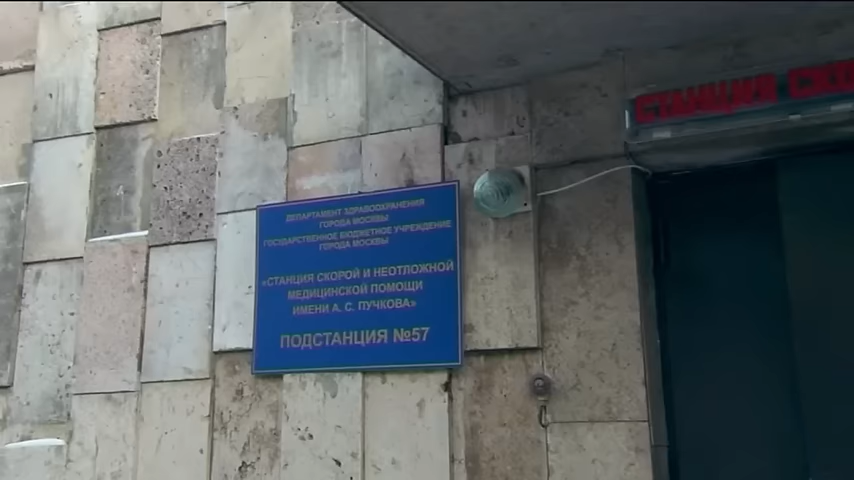 ДЕПАРТАМЕНТ ЗДРАВООХРАНЕНИЯ
ГОРОДА МОСКВЫ
ГОСУДАРСТВЕННОЕ БЮДЖЕТНОЕ УЧРЕЖДЕНИЕ
ГОРОДА МОСКВЫ
«СТАНЦИЯ СКОРОЙ И НЕОТЛОЖНОЙ
МЕДИЦИНСКОЙ ПОМОЩИ
ИМЕНИ А. С. ПУЧКОВА»
ПОДСТАНЦИЯ №57
СТАНЦИЯ СКО